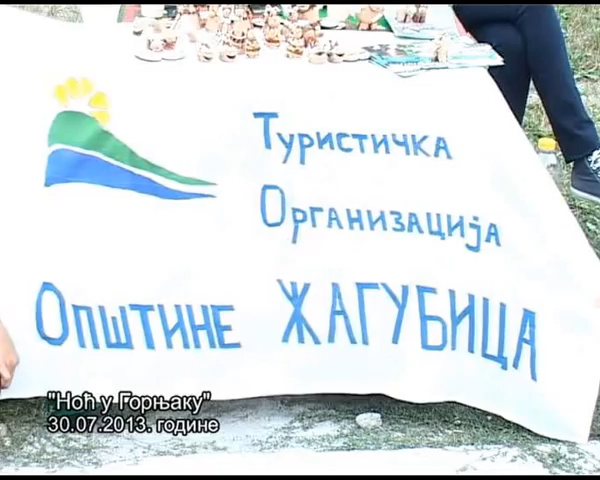 Туристичка
Организација
Општине ЖАГУБИЦА
"Ноћ у Горњаку"
30.07.2013. године